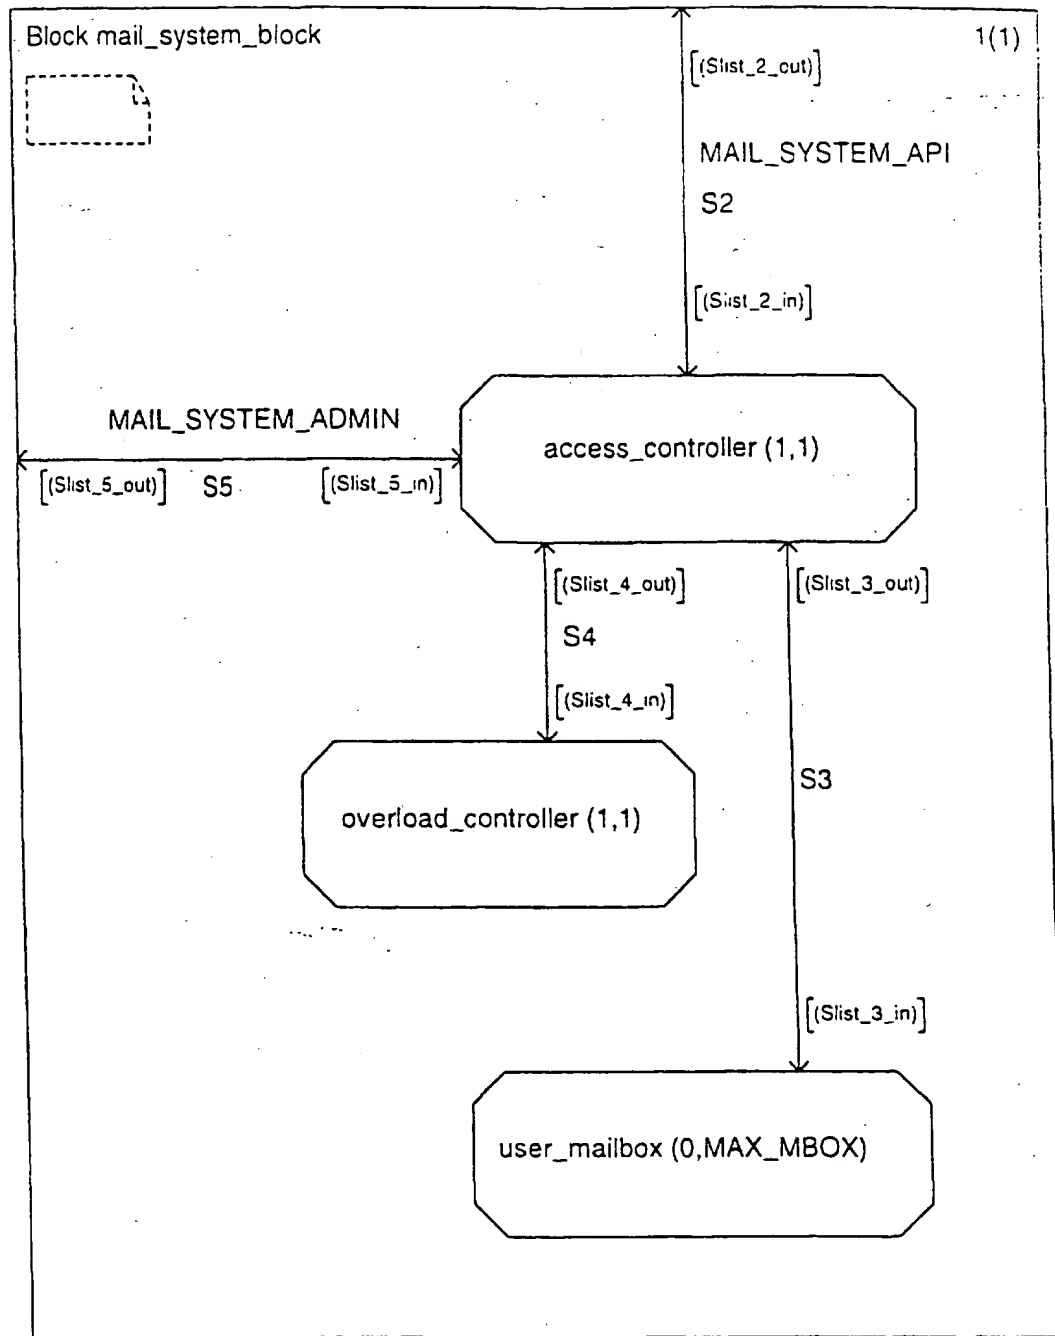 Block mail_system_block
1(1)
[(Slist_2_out)]
MAIL_SYSTEM_API
S2
[(Slist_2_in)]
MAIL_SYSTEM_ADMIN
access_controller (1,1)
[(Slist_5_out)] S5 [(Slist_5_in)]
[(Slist_4_out)] [(Slist_3_out)]
S4
[(Slist_4_in)]
S3
overload_controller (1,1)
[(Slist_3_in)]
user_mailbox (0,MAX_MBOX)